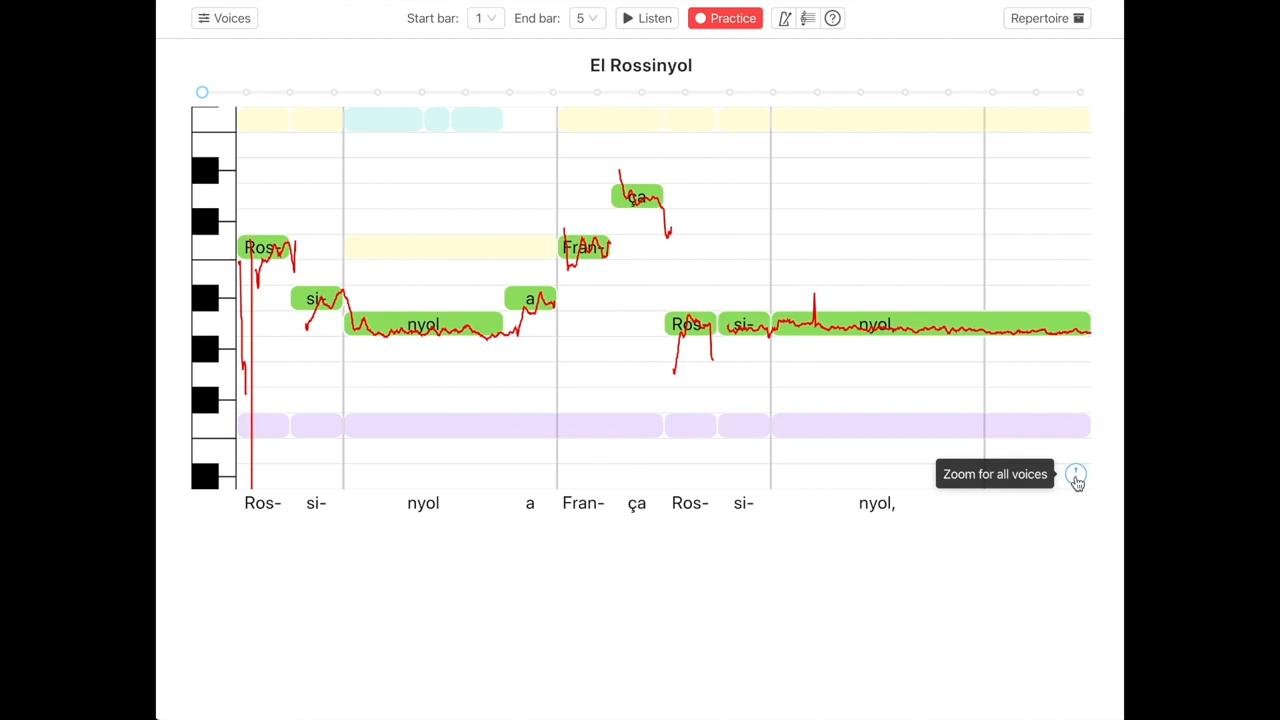 Voices Start bar: 1 End bar: 5 Listen Practice ? Repertoire
El Rossinyol
ça
Ros- Fran-
si- a
nyol Ros- si- nyol,
Zoom for all voices
Ros- si- nyol a Fran- ça Ros- si- nyol,